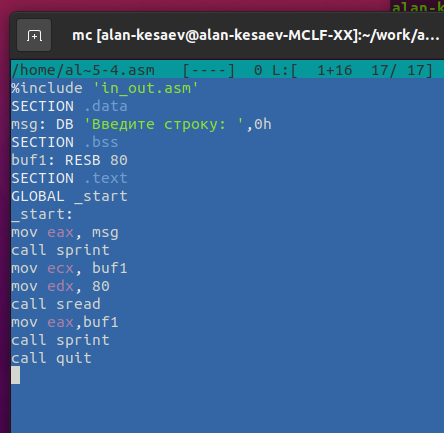 alan-k
mc [alan-kesaev@alan-kesaev-MCLF-XX]:~/work/a...
/home/al~5-4.asm   [----]  0 L:[  1+16  17/ 17]
%include 'in_out.asm'
SECTION .data
msg: DB 'Введите строку: ',0h
SECTION .bss
buf1: RESB 80
SECTION .text
GLOBAL _start
_start:
mov eax, msg
call sprint
mov ecx, buf1
mov edx, 80
call sread
mov eax,buf1
call sprint
call quit